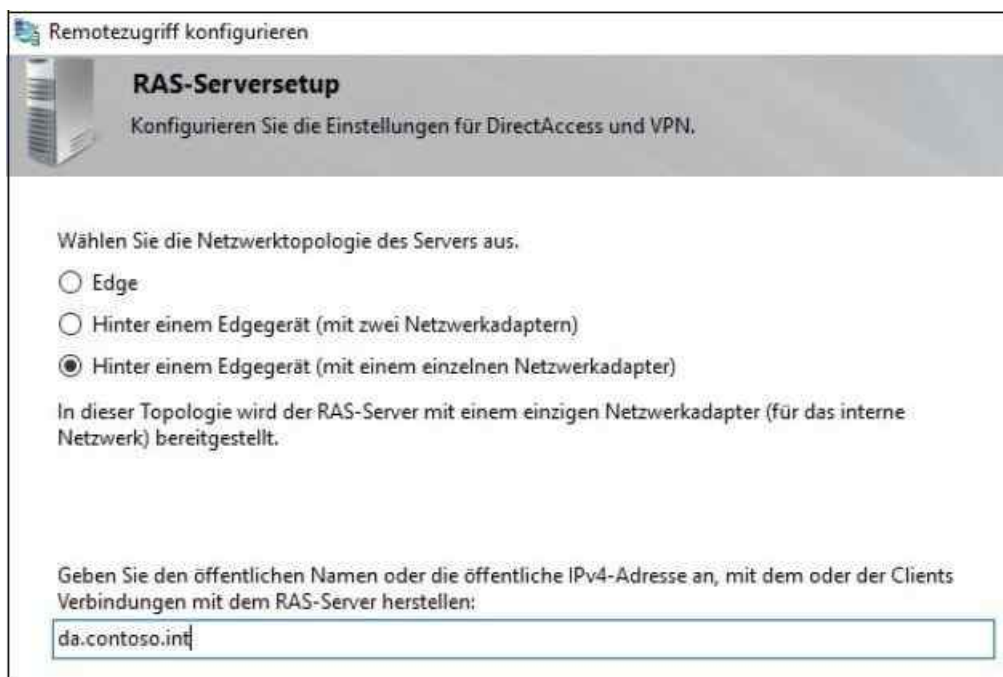 Remotezugriff konfigurieren
RAS-Serversetup
Konfigurieren Sie die Einstellungen für DirectAccess und VPN.
Wählen Sie die Netzwerktopologie des Servers aus.
Edge
Hinter einem Edgegerät (mit zwei Netzwerkadaptern)
Hinter einem Edgegerät (mit einem einzelnen Netzwerkadapter)
In dieser Topologie wird der RAS-Server mit einem einzigen Netzwerkadapter (für das interne
Netzwerk) bereitgestellt.
Geben Sie den öffentlichen Namen oder die öffentliche IPv4-Adresse an, mit dem oder der Clients
Verbindungen mit dem RAS-Server herstellen:
da.contoso.int